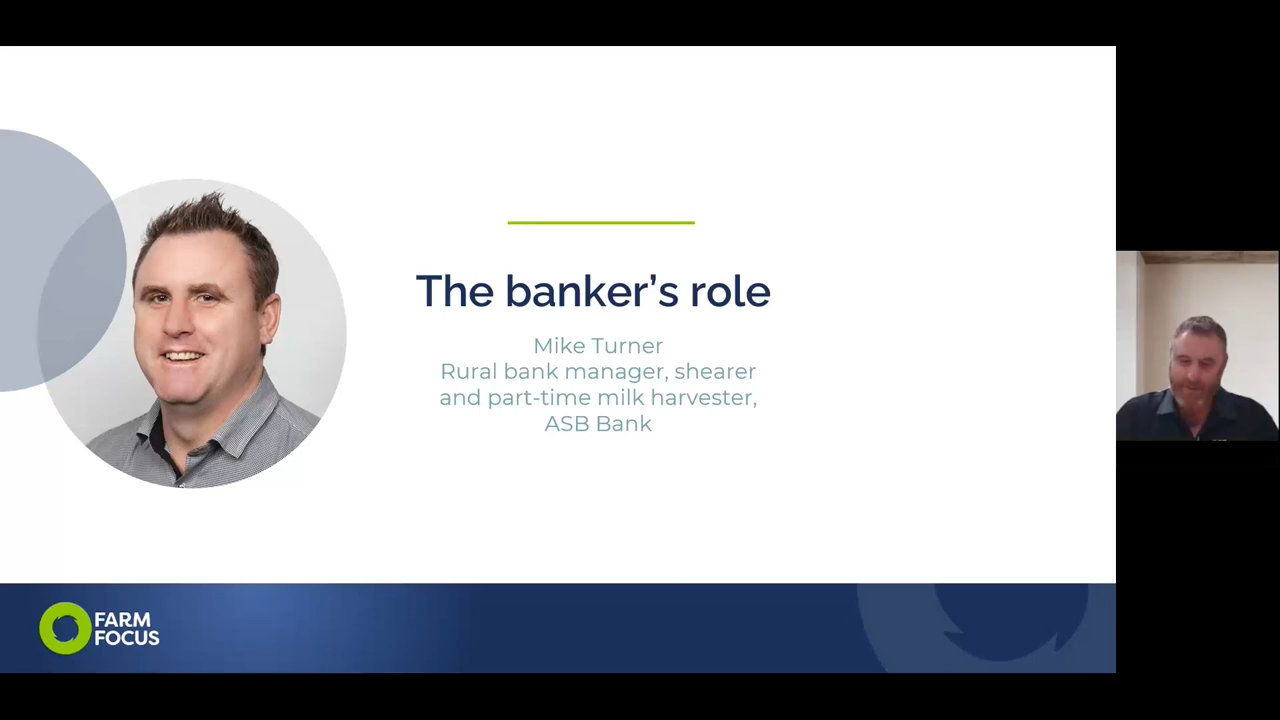 The banker’s role
Mike Turner
Rural bank manager, shearer
and part-time milk harvester,
ASB Bank
FARM
FOCUS